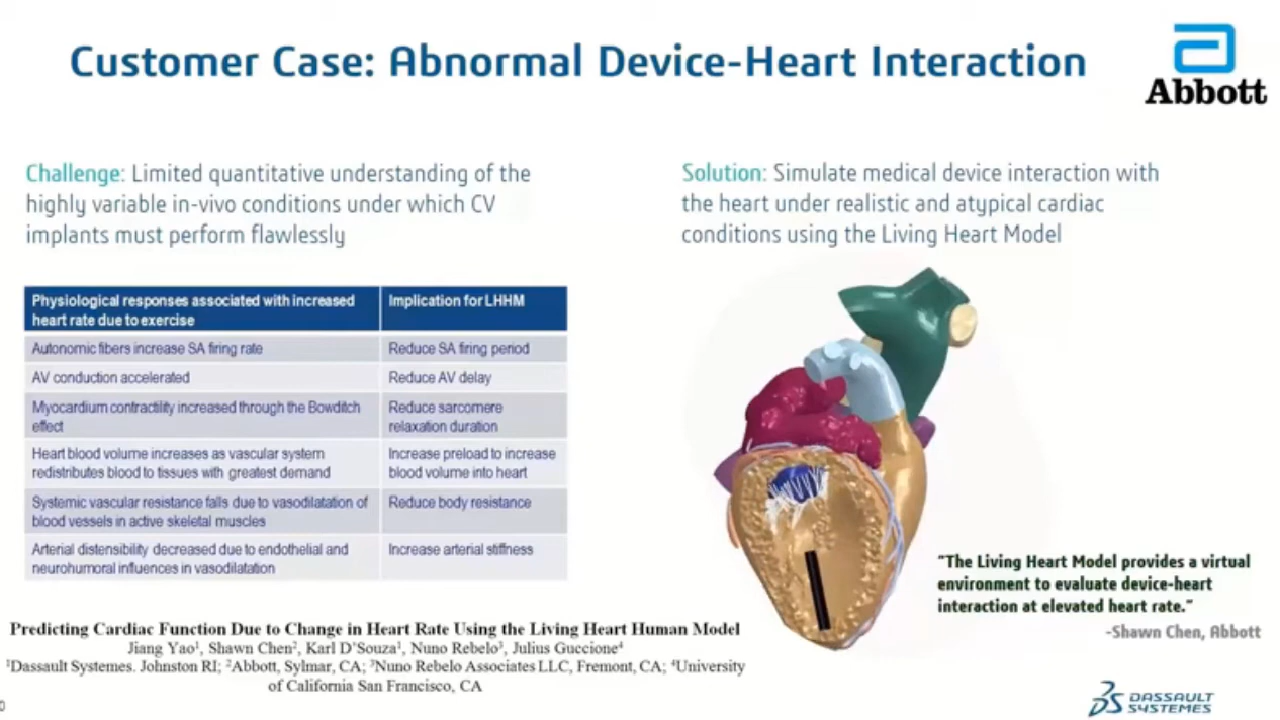 Customer Case: Abnormal Device-Heart Interaction
Abbott
Challenge: Limited quantitative understanding of the
highly variable in-vivo conditions under which CV
implants must perform flawlessly
Solution: Simulate medical device interaction with
the heart under realistic and atypical cardiac
conditions using the Living Heart Model
Physiological responses associated with increased
heart rate due to exercise
Implication for LHHM
Autonomic fibers increase SA firing rate
Reduce SA firing period
AV conduction accelerated
Reduce AV delay
Myocardium contractility increased through the Bowditch
effect
Reduce sarcomere
relaxation duration
Heart blood volume increases as vascular system
redistributes blood to tissues with greatest demand
Increase preload to increase
blood volume into heart
Systemic vascular resistance falls due to vasodilatation of
blood vessels in active skeletal muscles
Reduce body resistance
Arterial distensibility decreased due to endothelial and
neurohumoral influences in vasodilatation
Increase arterial stiffness
"The Living Heart Model provides a virtual
environment to evaluate device-heart
interaction at elevated heart rate."
-Shawn Chen, Abbott
Predicting Cardiac Function Due to Change in Heart Rate Using the Living Heart Human Model
Jiang Yao¹, Shawn Chen², Karl D'Souza¹, Nuno Rebelo³, Julius Guccione⁴
¹Dassault Systemes. Johnston RI; ²Abbott, Sylmar, CA; ³Nuno Rebelo Associates LLC, Fremont, CA; ⁴University
of California San Francisco, CA
DASSAULT
SYSTEMES